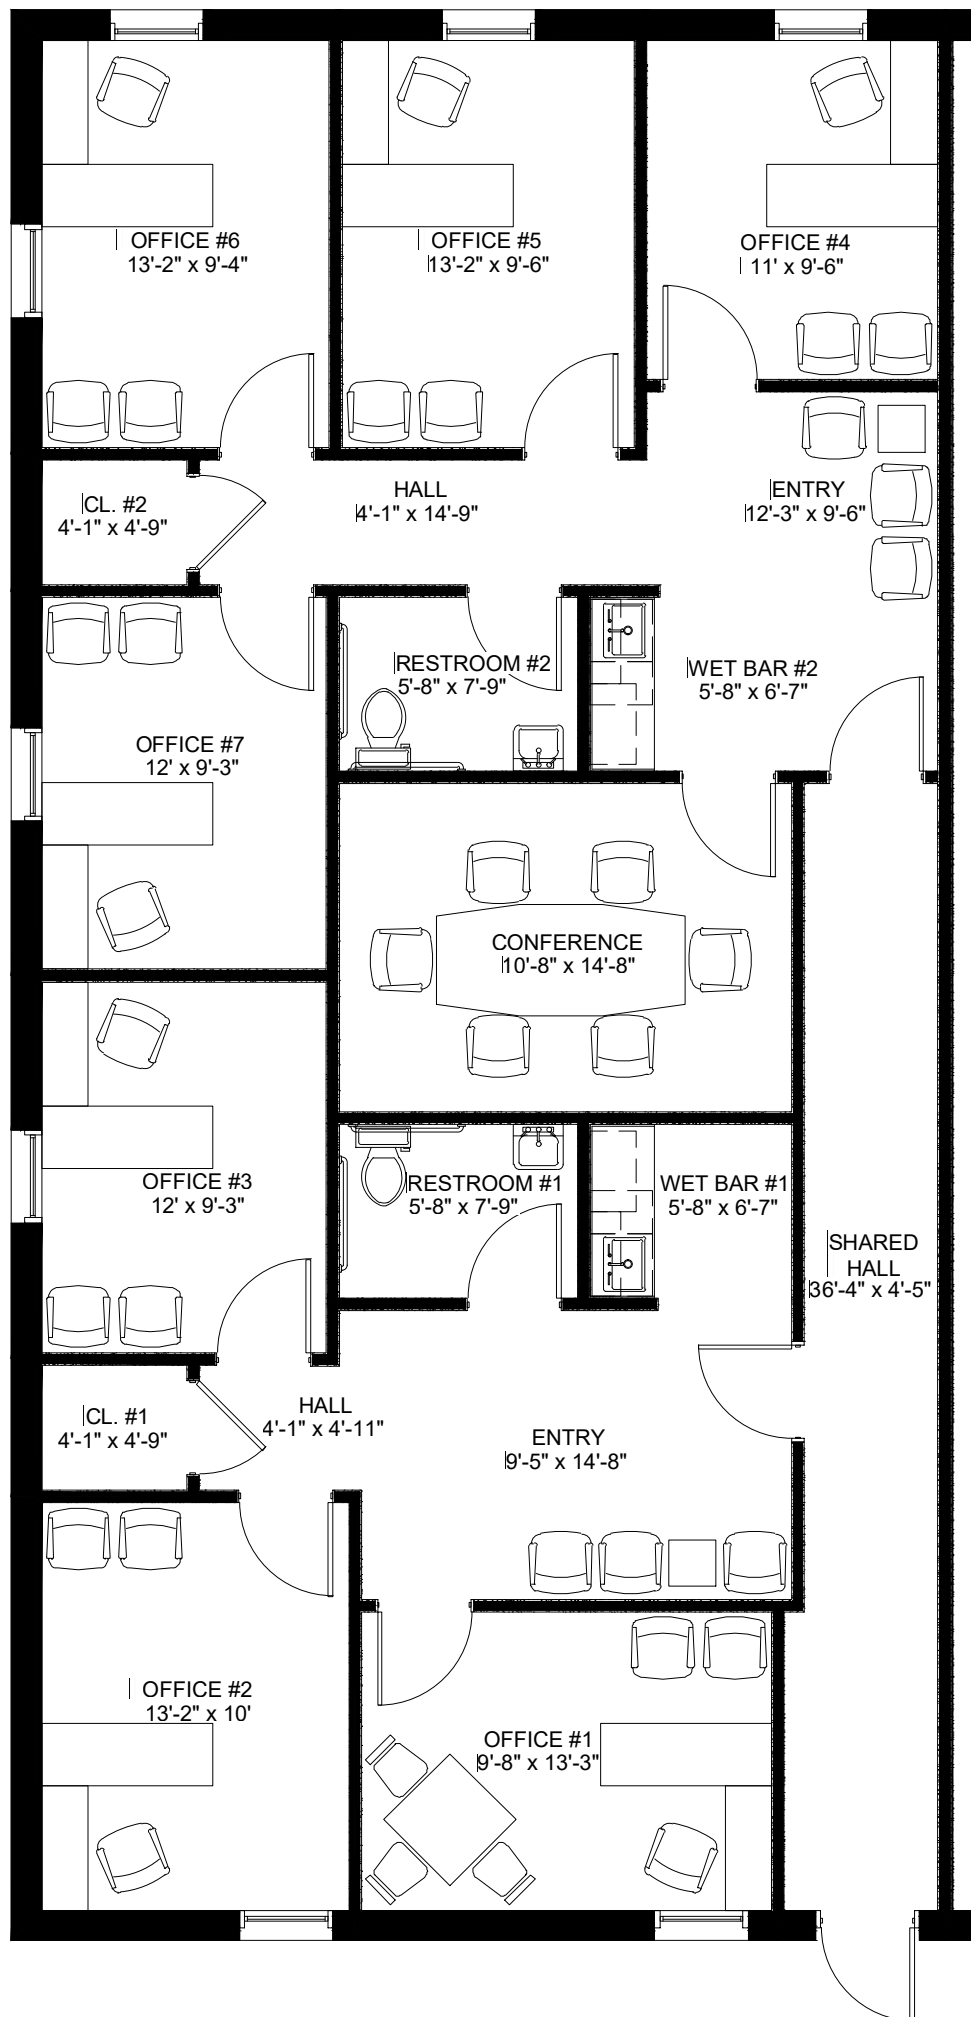 OFFICE #6
13'-2" x 9'-4"
OFFICE #5
13'-2" x 9'-6"
OFFICE #4
11' x 9'-6"
CL. #2
4'-1" x 4'-9"
HALL
4'-1" x 14'-9"
ENTRY
12'-3" x 9'-6"
RESTROOM #2
5'-8" x 7'-9"
WET BAR #2
5'-8" x 6'-7"
OFFICE #7
12' x 9'-3"
CONFERENCE
10'-8" x 14'-8"
OFFICE #3
12' x 9'-3"
RESTROOM #1
5'-8" x 7'-9"
WET BAR #1
5'-8" x 6'-7"
SHARED
HALL
36'-4" x 4'-5"
CL. #1
4'-1" x 4'-9"
HALL
4'-1" x 4'-11"
ENTRY
9'-5" x 14'-8"
OFFICE #2
13'-2" x 10'
OFFICE #1
9'-8" x 13'-3"